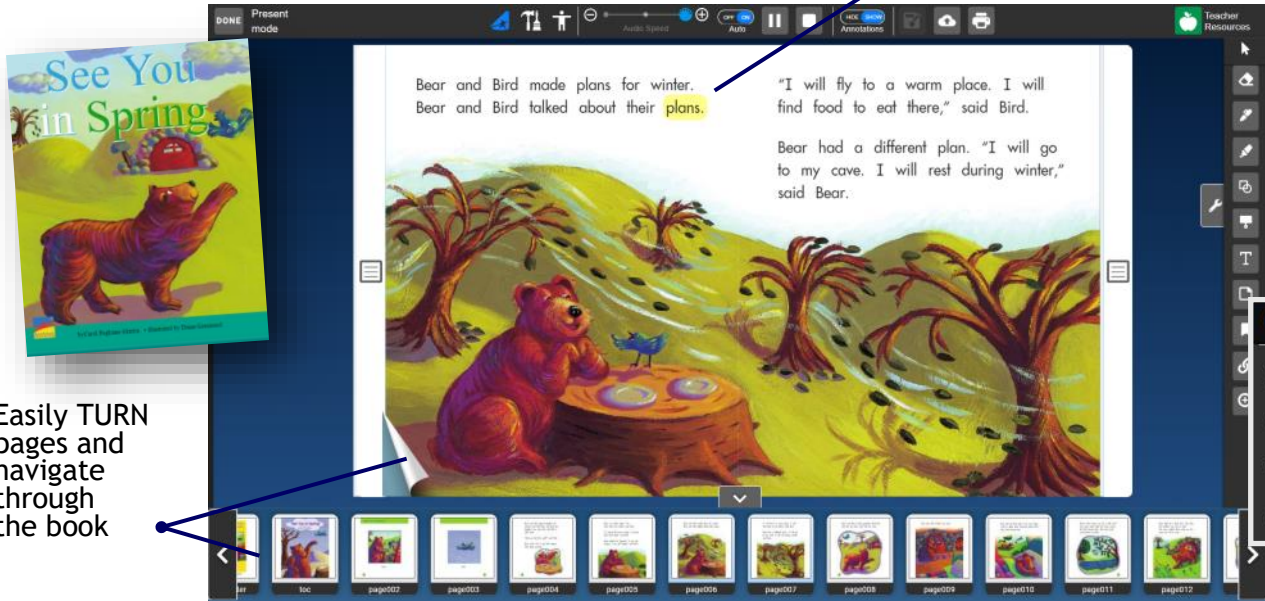 DONE
Present
mode
Audio Speed
OFF ON
Auto
HIDE SHOW
Annotations
Teacher
Resources
See You
in Spring
Bear and Bird made plans for winter.
Bear and Bird talked about their plans.
"I will fly to a warm place. I will
find food to eat there," said Bird.
Bear had a different plan. "I will go
to my cave. I will rest during winter,"
said Bear.
T
Easily TURN
pages and
navigate
through
the book
toc
page002
page003
page004
page005
page006
page007
page008
page009
page010
page011
page012